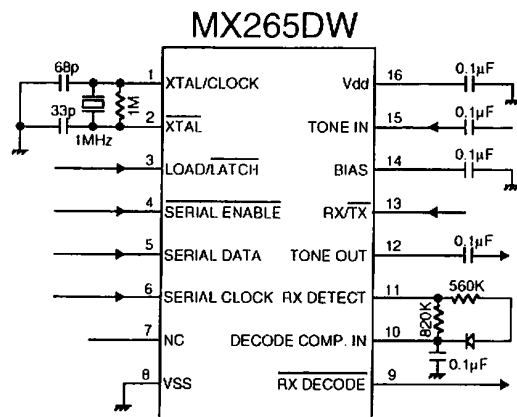 MX265DW
68p
1
XTAL/CLOCK
33p
1M
2
XTAL
1MHz
3
LOAD/LATCH
4
SERIAL ENABLE
5
SERIAL DATA
6
SERIAL CLOCK
7
NC
8
VSS
Vdd
16
0.1µF
TONE IN
15
0.1µF
BIAS
14
0.1µF
RX/TX
13
TONE OUT
12
0.1µF
RX DETECT
11
560K
820K
DECODE COMP. IN
10
0.1µF
RX DECODE
9